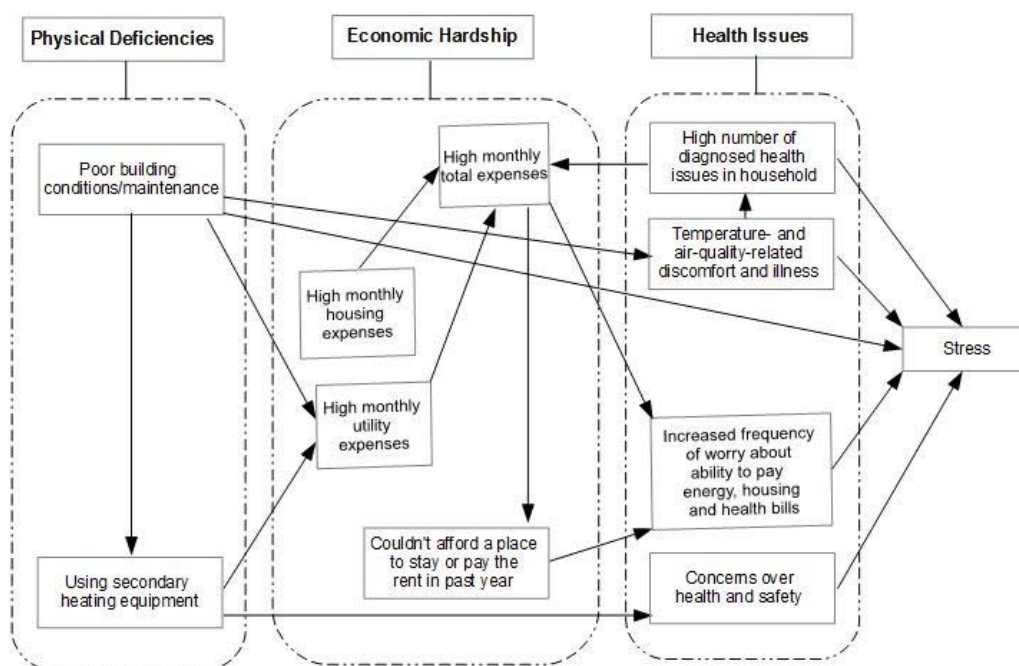 Physical Deficiencies
Economic Hardship
Health Issues
Poor building
conditions/maintenance
Using secondary
heating equipment
High monthly
total expenses
High monthly
housing expenses
High monthly
utility
expenses
Couldn't afford a place
to stay or pay the
rent in past year
High number of
diagnosed health
issues in household
Temperature- and
air-quality-related
discomfort and illness
Increased frequency
of worry about
ability to pay
energy, housing
and health bills
Concerns over
health and safety
Stress